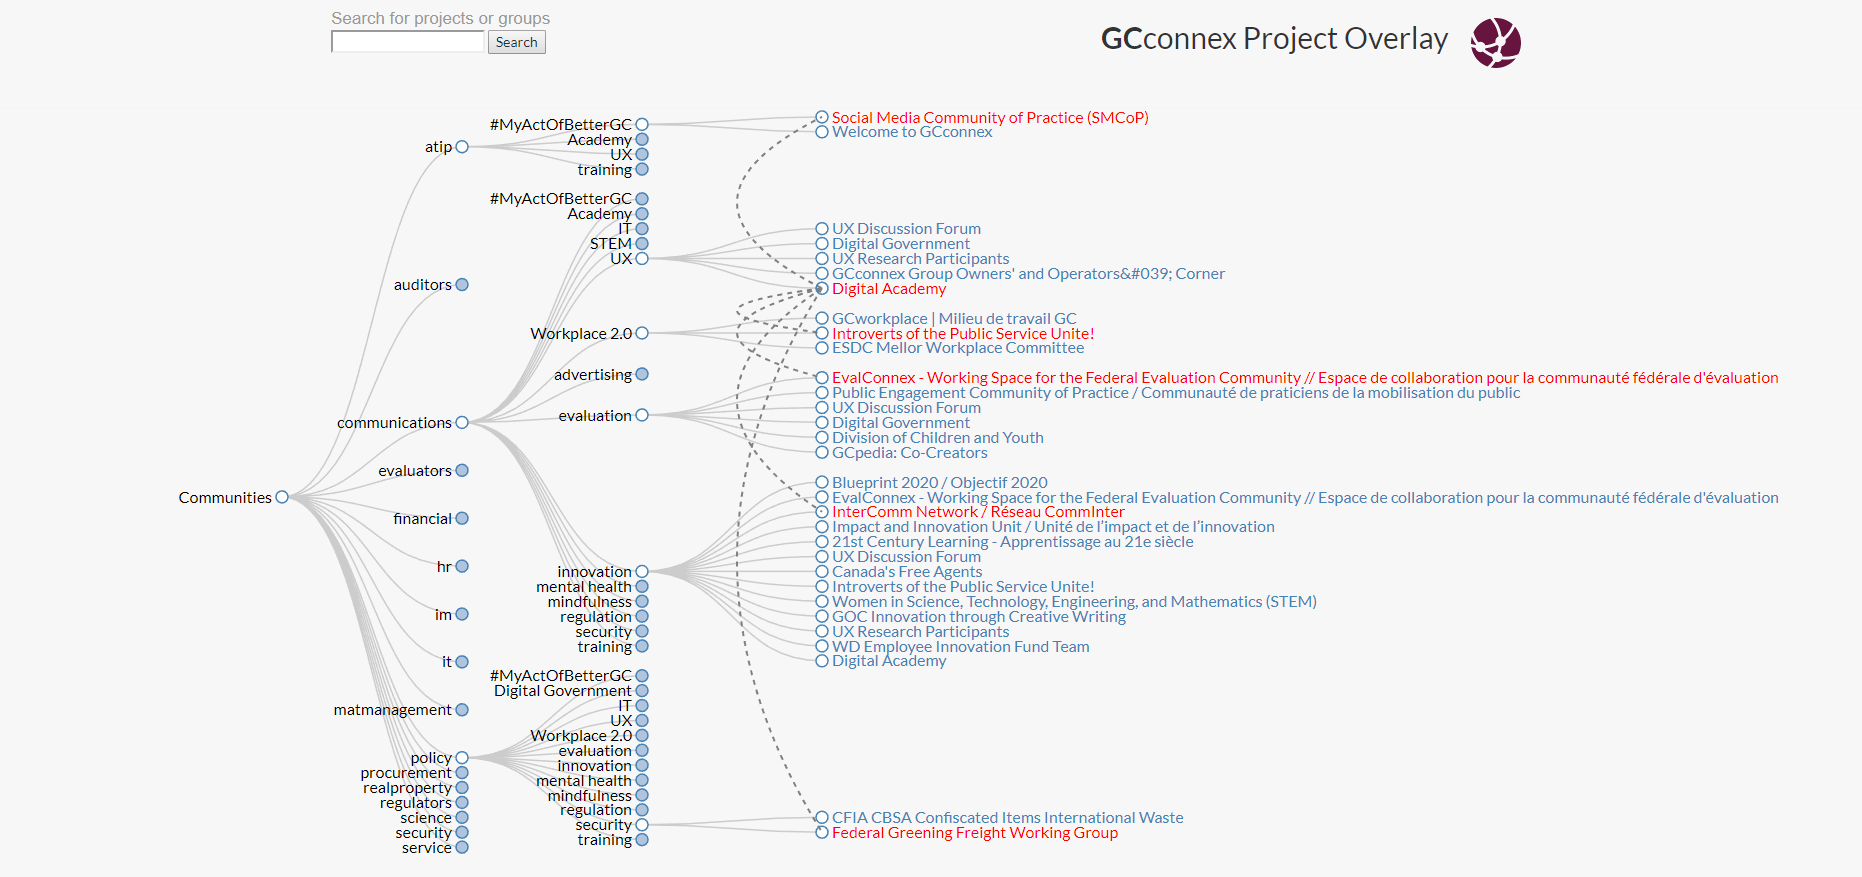 Search for projects or groups
Search
GCconnex Project Overlay
Communities
atip
auditors
communications
evaluators
financial
hr
im
it
matmanagement
policy
procurement
realproperty
regulators
science
security
service
#MyActOfBetterGC
Academy
UX
training
#MyActOfBetterGC
Academy
IT
STEM
UX
Workplace 2.0
advertising
evaluation
innovation
mental health
mindfulness
regulation
security
training
#MyActOfBetterGC
Digital Government
IT
UX
Workplace 2.0
evaluation
innovation
mental health
mindfulness
regulation
security
training
Social Media Community of Practice (SMCoP)
Welcome to GCconnex
UX Discussion Forum
Digital Government
UX Research Participants
GCconnex Group Owners' and Operators&#039; Corner
Digital Academy
GCworkplace | Milieu de travail GC
Introverts of the Public Service Unite!
ESDC Mellor Workplace Committee
EvalConnex - Working Space for the Federal Evaluation Community // Espace de collaboration pour la communauté fédérale d'évaluation
Public Engagement Community of Practice / Communauté de praticiens de la mobilisation du public
UX Discussion Forum
Digital Government
Division of Children and Youth
GCpedia: Co-Creators
Blueprint 2020 / Objectif 2020
EvalConnex - Working Space for the Federal Evaluation Community // Espace de collaboration pour la communauté fédérale d'évaluation
InterComm Network / Réseau CommInter
Impact and Innovation Unit / Unité de l’impact et de l’innovation
21st Century Learning - Apprentissage au 21e siècle
UX Discussion Forum
Canada's Free Agents
Introverts of the Public Service Unite!
Women in Science, Technology, Engineering, and Mathematics (STEM)
GOC Innovation through Creative Writing
UX Research Participants
WD Employee Innovation Fund Team
Digital Academy
CFIA CBSA Confiscated Items International Waste
Federal Greening Freight Working Group